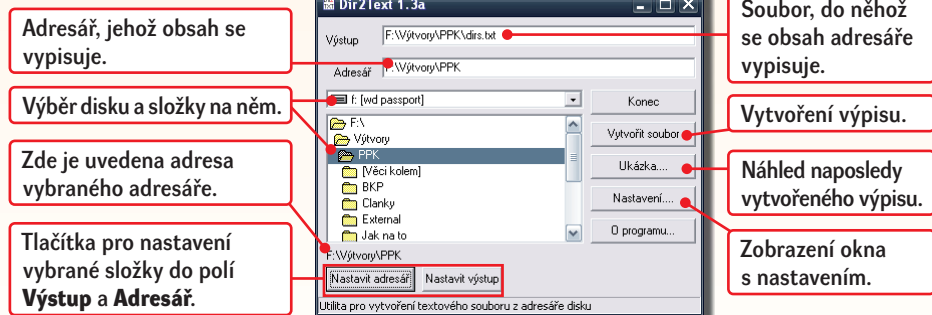 Adresář, jehož obsah se
vypisuje.
Výběr disku a složky na něm.
Zde je uvedena adresa
vybraného adresáře.
Tlačítka pro nastavení
vybrané složky do polí
Výstup a Adresář.
Dir2Text 1.3a
Výstup
F:\Výtvory\PPK\dirs.txt
Adresář
F:\Výtvory\PPK
f: [wd passport]
F:\
Výtvory
PPK
[Věci kolem]
BKP
Clanky
External
Jak na to
F:\Výtvory\PPK
Nastavit adresář Nastavit výstup
Utilita pro vytvoření textového souboru z adresáře disku
Konec
Vytvořit soubor
Ukázka....
Nastavení....
O programu...
Soubor, do něhož
se obsah adresáře
vypisuje.
Vytvoření výpisu.
Náhled naposledy
vytvořeného výpisu.
Zobrazení okna
s nastavením.